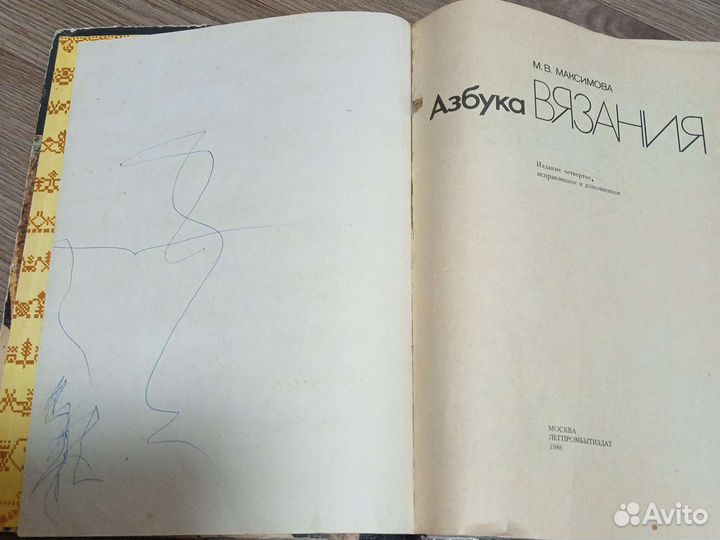 М. В. МАКСИМОВА
Азбука ВЯЗАНИЯ
Издание четвертое,
исправленное и дополненное
МОСКВА
ЛЕГПРОМБЫТИЗДАТ
1986
Avito